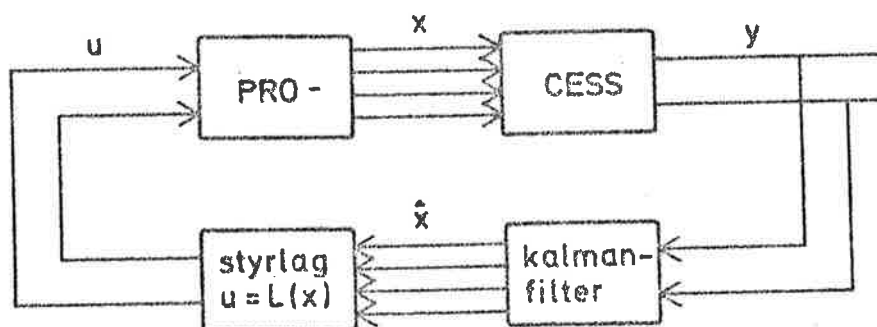 u
x
y
PRO -
CESS
x̂
styrlag
u = L(x)
kalman-
filter